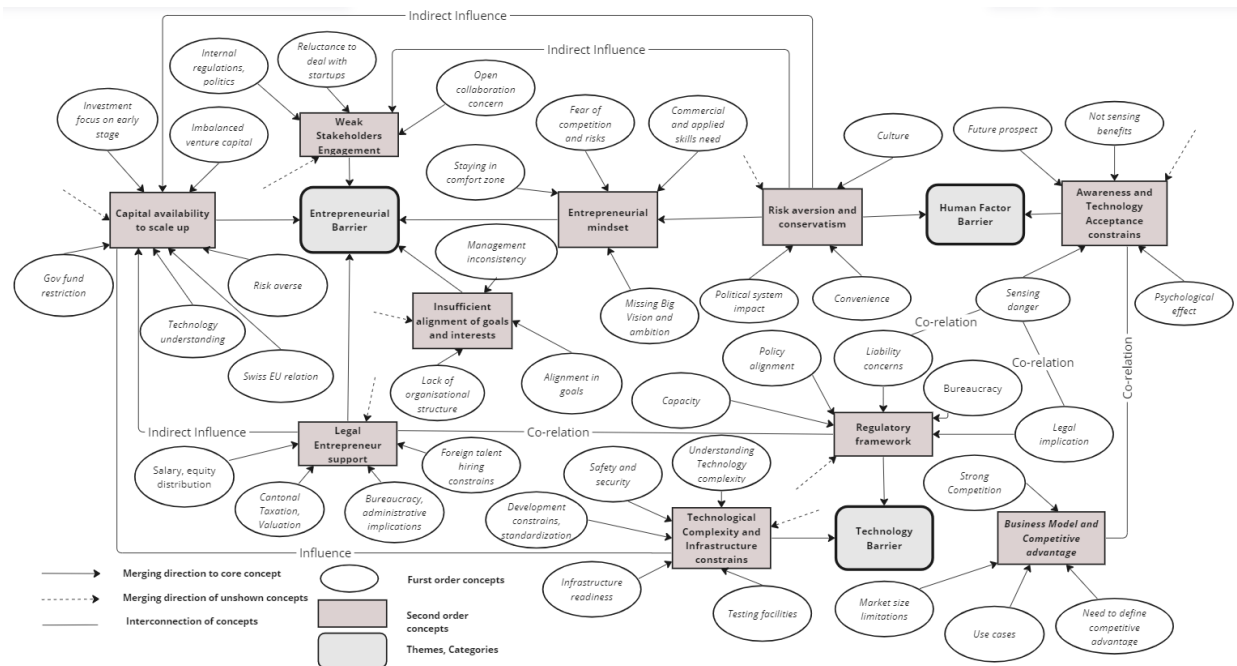 Indirect Influence
Indirect Influence
Internal
regulations,
politics
Reluctance to
deal with
startups
Open
collaboration
concern
Investment
focus on early
stage
Imbalanced
venture capital
Weak
Stakeholders
Engagement
Fear of
competition
and risks
Commercial
and applied
skills need
Culture
Future prospect
Not sensing
benefits
Staying in
comfort zone
Capital availability
to scale up
Entrepreneurial
Barrier
Entrepreneurial
mindset
Risk aversion and
conservatism
Human Factor
Barrier
Awareness and
Technology
Acceptance
constrains
Gov fund
restriction
Risk averse
Management
inconsistency
Technology
understanding
Swiss EU relation
Insufficient
alignment of goals
and interests
Missing Big
Vision and
ambition
Political system
impact
Convenience
Sensing
danger
Psychological
effect
Co-relation
Co-relation
Co-relation
Lack of
organisational
structure
Alignment in
goals
Policy
alignment
Liability
concerns
Bureaucracy
Capacity
Legal
implication
Indirect Influence
Legal
Entrepreneur
support
Co-relation
Regulatory
framework
Salary, equity
distribution
Cantonal
Taxation,
Valuation
Bureaucracy,
administrative
implications
Foreign talent
hiring
constrains
Safety and
security
Understanding
Technology
complexity
Strong
Competition
Development
constrains,
standardization
Technological
Complexity and
Infrastructure
constrains
Technology
Barrier
Business Model and
Competitive
advantage
Influence
Infrastructure
readiness
Testing facilities
Market size
limitations
Use cases
Need to define
competitive
advantage
Merging direction to core concept
Merging direction of unshown concepts
Interconnection of concepts
Furst order concepts
Second order
concepts
Themes, Categories